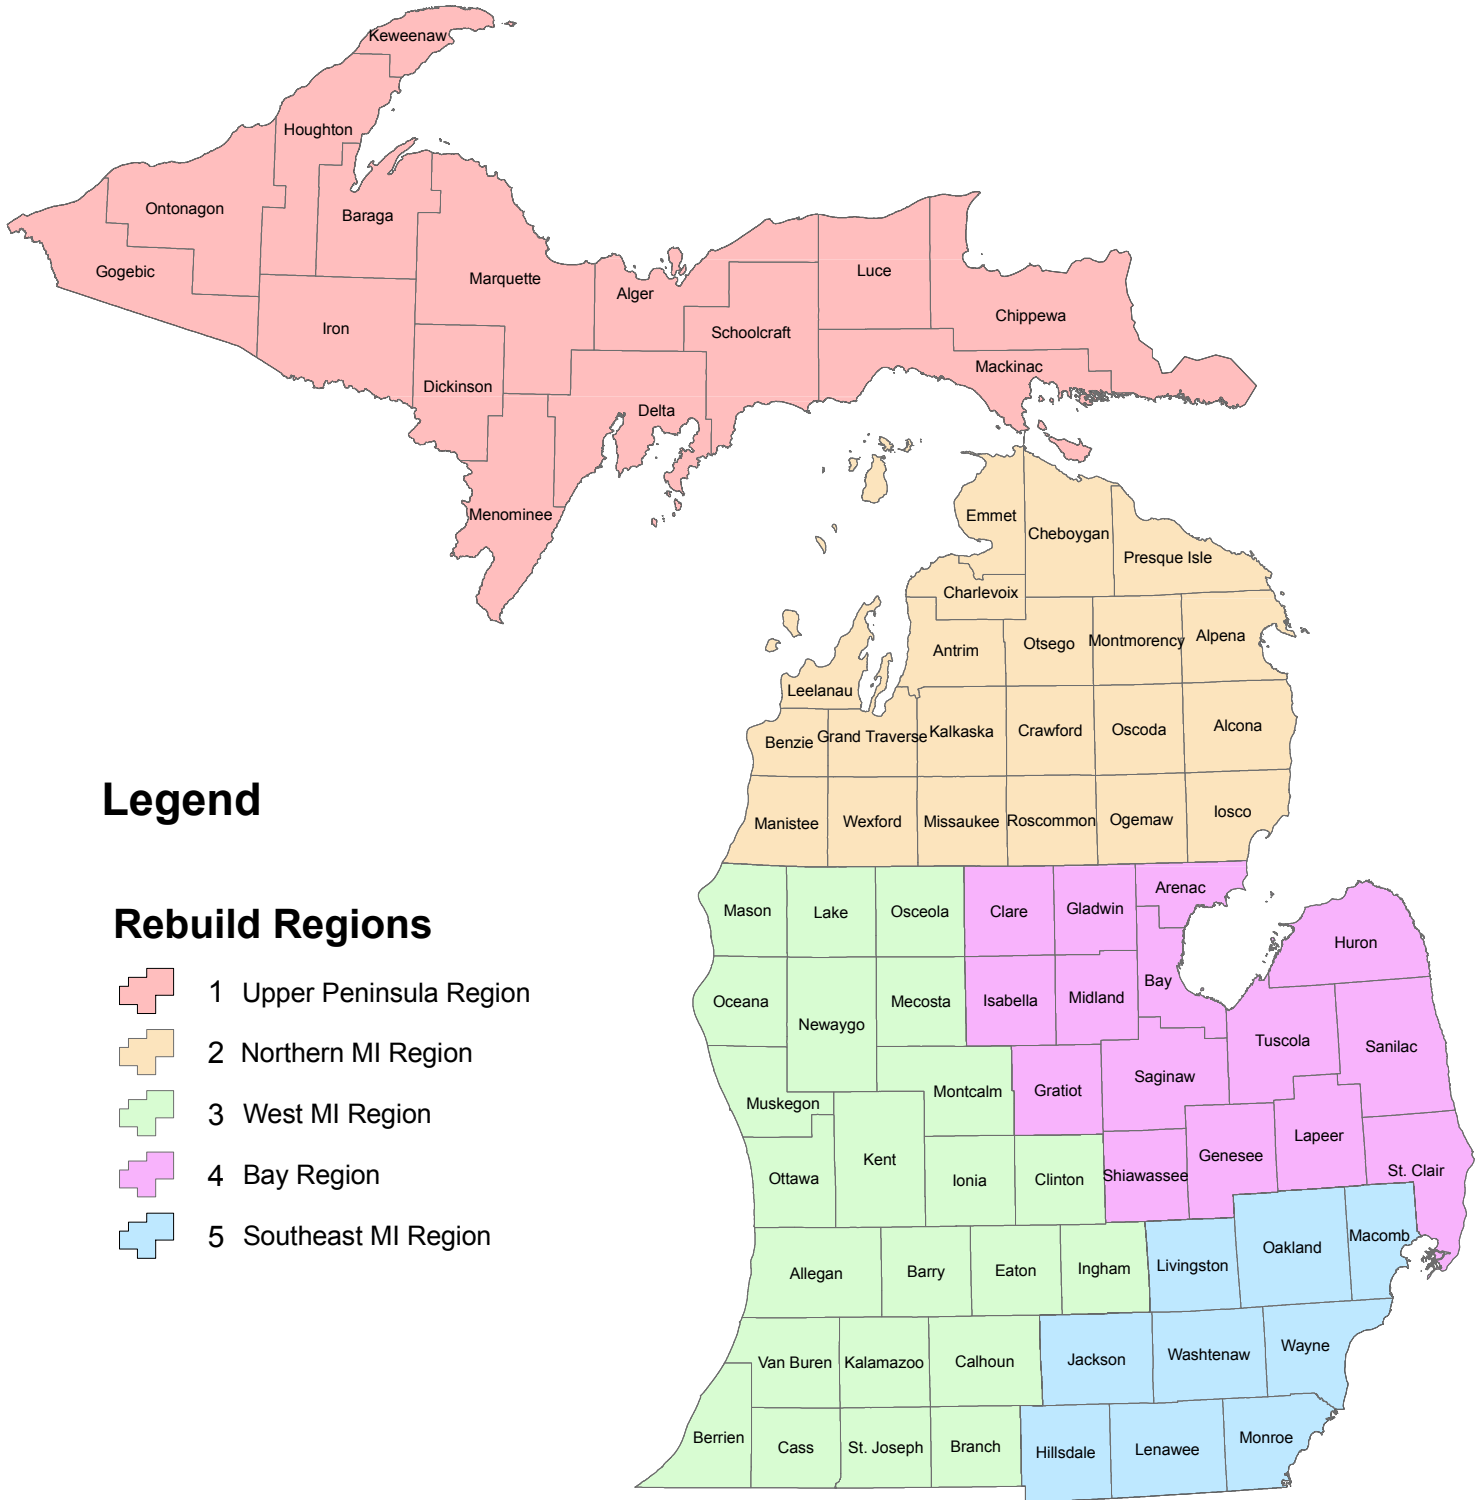 Keweenaw
Houghton
Ontonagon
Baraga
Gogebic
Marquette
Luce
Alger
Chippewa
Iron
Schoolcraft
Mackinac
Dickinson
Delta
Menominee
Emmet
Cheboygan
Presque Isle
Charlevoix
Antrim
Otsego
Montmorency
Alpena
Leelanau
Benzie
Grand Traverse
Kalkaska
Crawford
Oscoda
Alcona
Manistee
Wexford
Missaukee
Roscommon
Ogemaw
Iosco
Legend
Rebuild Regions
1 Upper Peninsula Region
2 Northern MI Region
3 West MI Region
4 Bay Region
5 Southeast MI Region
Mason
Lake
Osceola
Clare
Gladwin
Arenac
Huron
Oceana
Newaygo
Mecosta
Isabella
Midland
Bay
Tuscola
Sanilac
Muskegon
Montcalm
Gratiot
Saginaw
Lapeer
Ottawa
Kent
Ionia
Clinton
Shiawassee
Genesee
St. Clair
Allegan
Barry
Eaton
Ingham
Livingston
Oakland
Macomb
Van Buren
Kalamazoo
Calhoun
Jackson
Washtenaw
Wayne
Berrien
Cass
St. Joseph
Branch
Hillsdale
Lenawee
Monroe